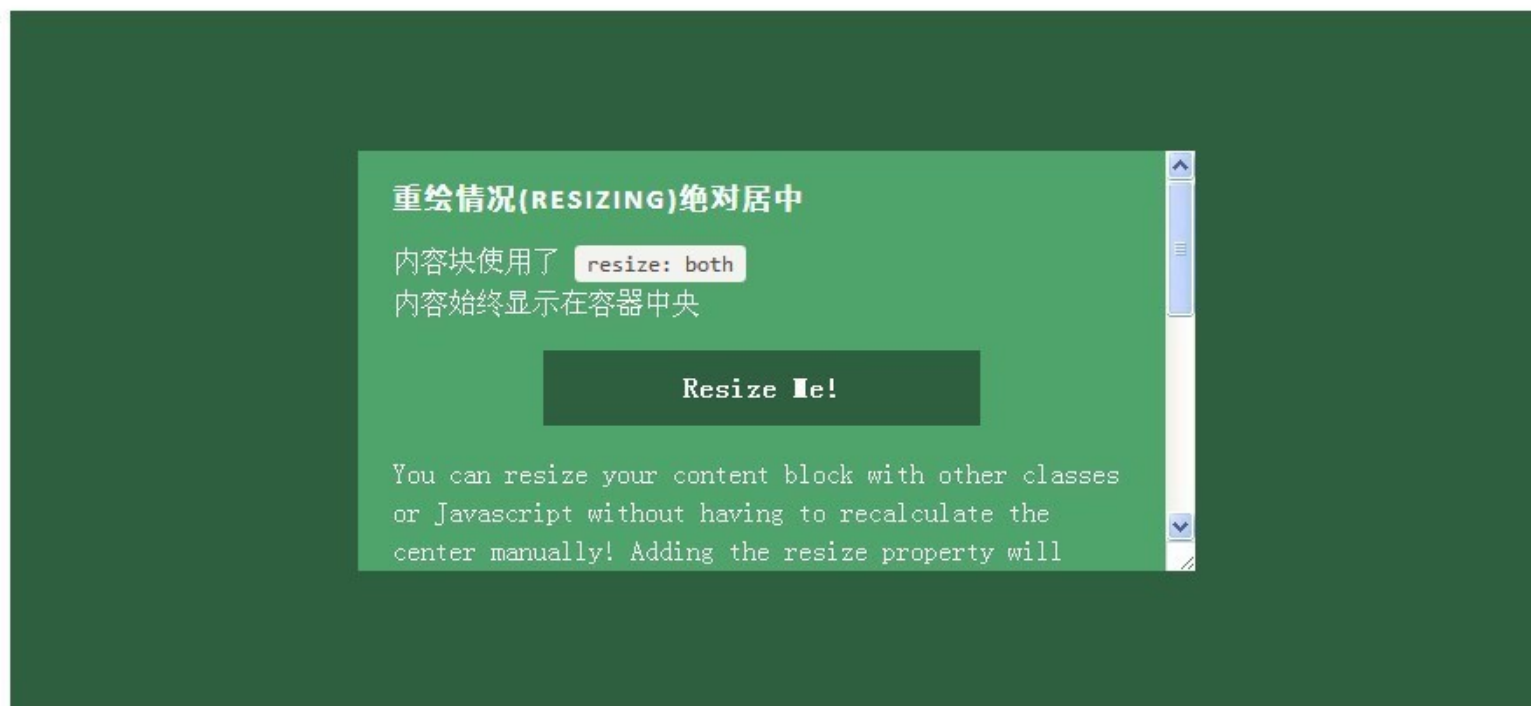 重绘情况(RESIZING)绝对居中
内容块使用了 resize: both
内容始终显示在容器中央
Resize Me!
You can resize your content block with other classes
or Javascript without having to recalculate the
center manually! Adding the resize property will